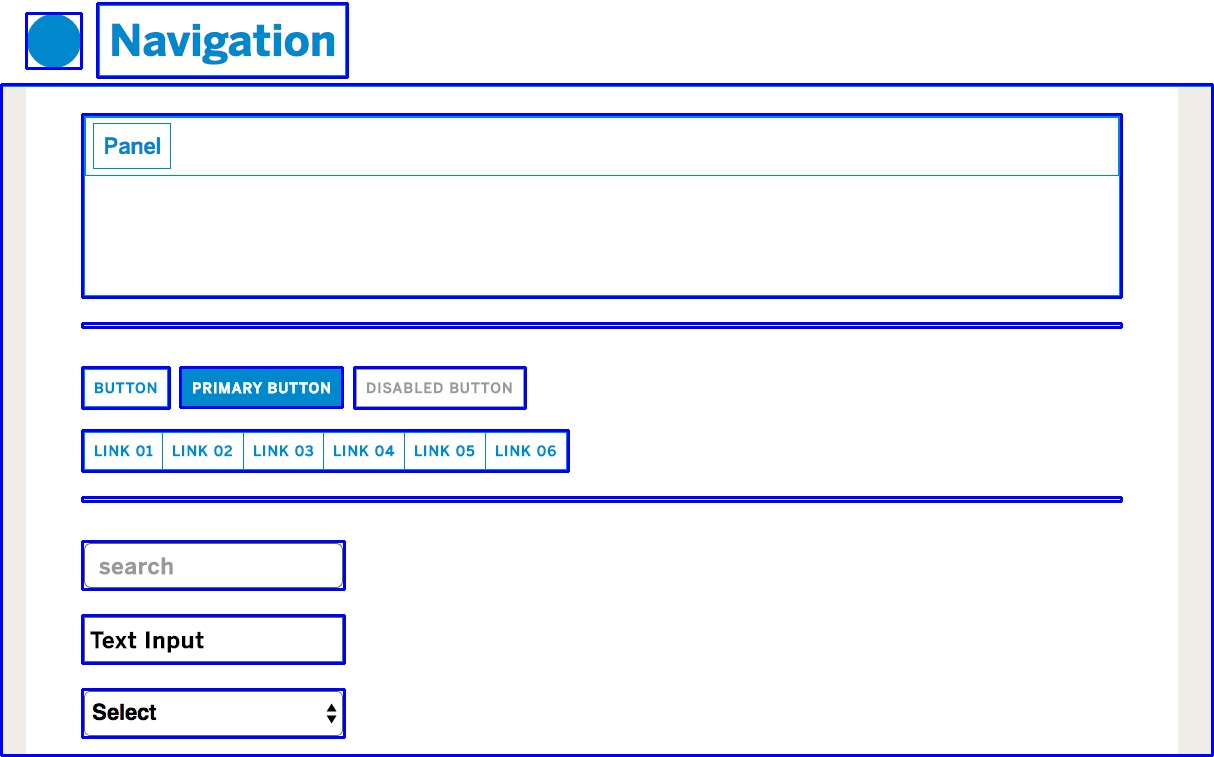 Navigation
Panel
BUTTON PRIMARY BUTTON DISABLED BUTTON
LINK 01 LINK 02 LINK 03 LINK 04 LINK 05 LINK 06
search
Text Input
Select